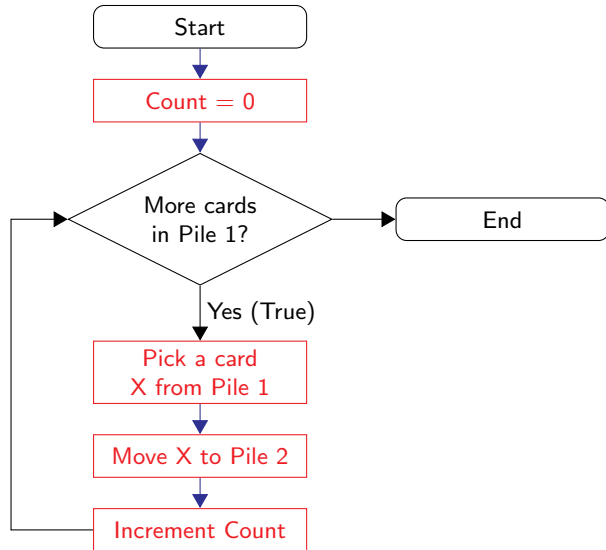 Start
Count = 0
More cards
in Pile 1?
End
Yes (True)
Pick a card
X from Pile 1
Move X to Pile 2
Increment Count